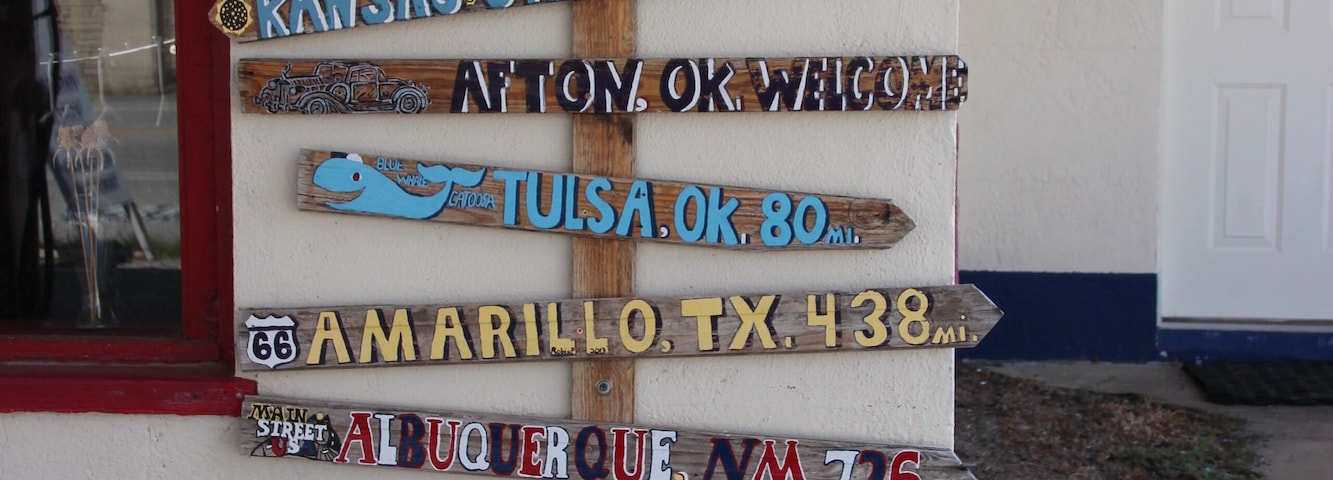 KANSAS
AFTON, OK. WELCOME
BLUE
WHALE
CATOOSA
TULSA, OK. 80 MI.
66
AMARILLO, TX. 438 mi.
2013
MAIN
STREET
USA
ALBUQUERQUE, NM 726